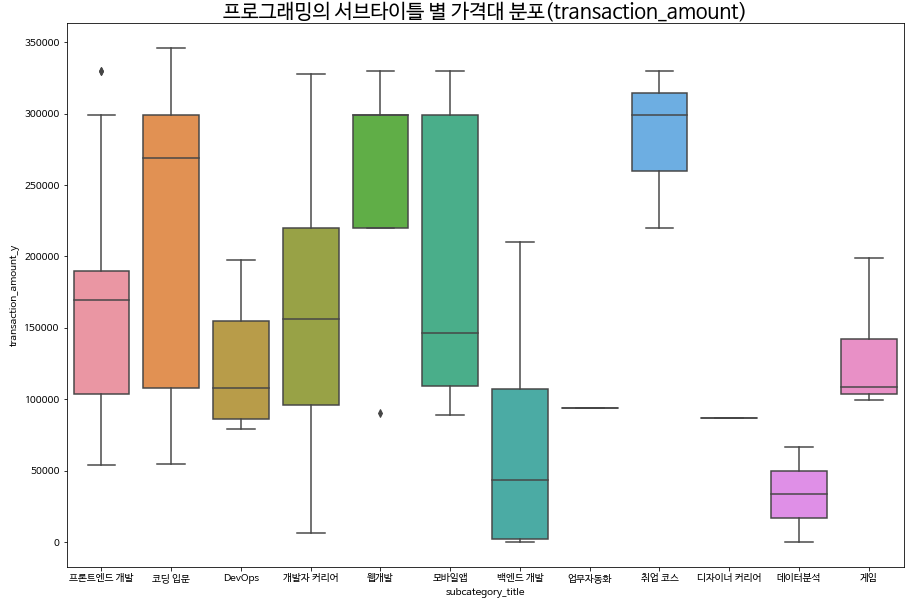 프로그래밍의 서브타이틀 별 가격대 분포(transaction_amount)
350000
300000
250000
200000
150000
100000
50000
0
transaction_amount_y
프론트엔드 개발 코딩 입문 DevOps 개발자 커리어 웹개발 모바일앱 백엔드 개발 업무자동화 취업 코스 디자이너 커리어 데이터분석 게임
subcategory_title